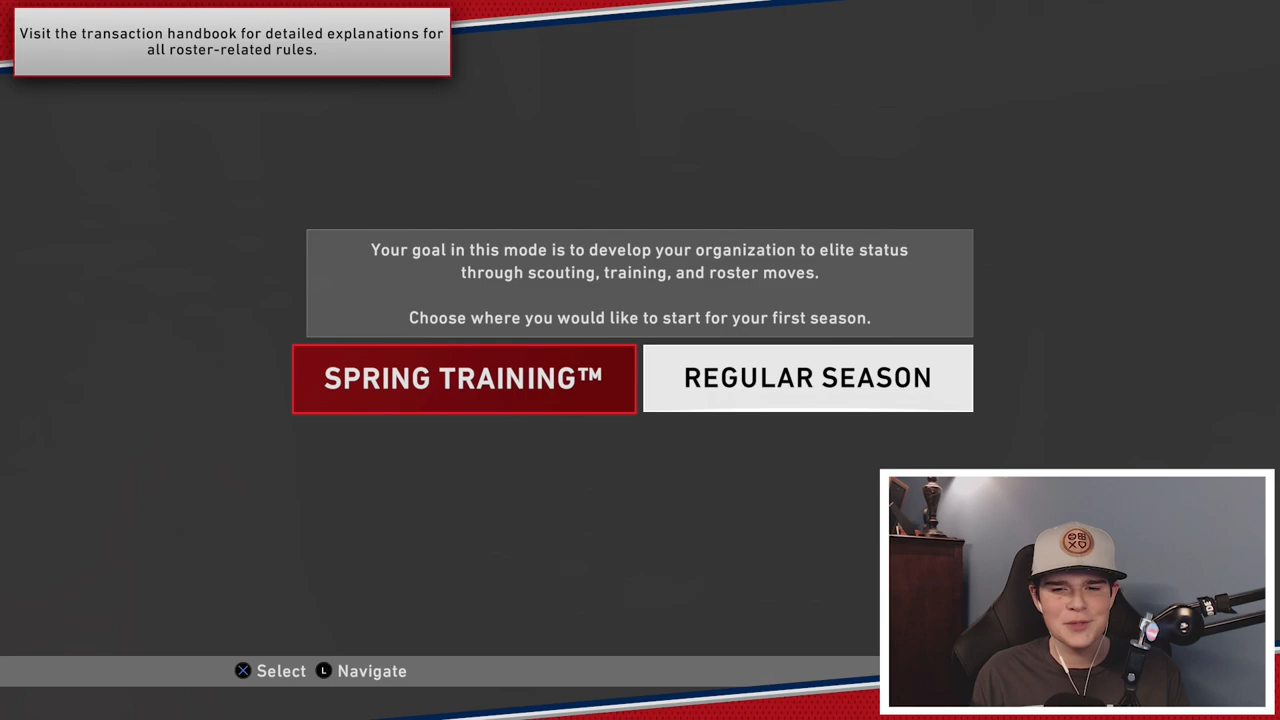 Visit the transaction handbook for detailed explanations for
all roster-related rules.
Your goal in this mode is to develop your organization to elite status
through scouting, training, and roster moves.
Choose where you would like to start for your first season.
SPRING TRAINING™
REGULAR SEASON
Select
L Navigate
RODE